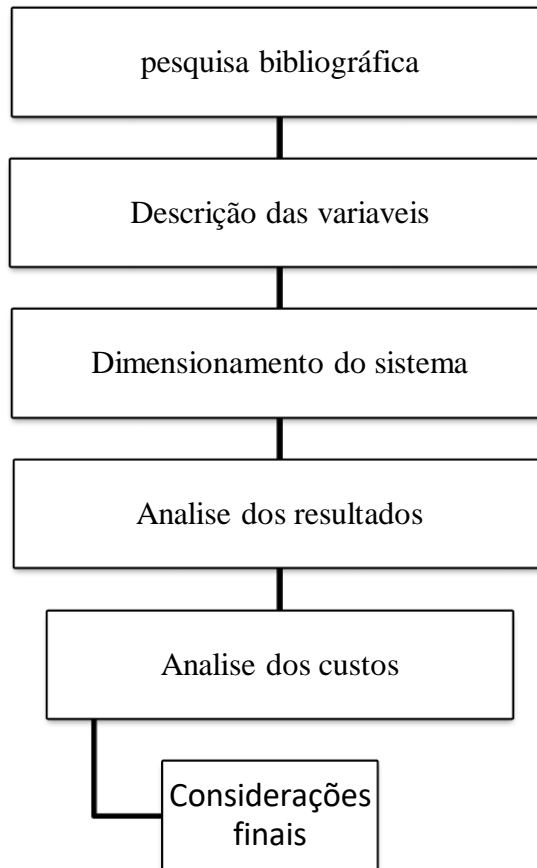 pesquisa bibliográfica
Descrição das variaveis
Dimensionamento do sistema
Analise dos resultados
Analise dos custos
Considerações
finais